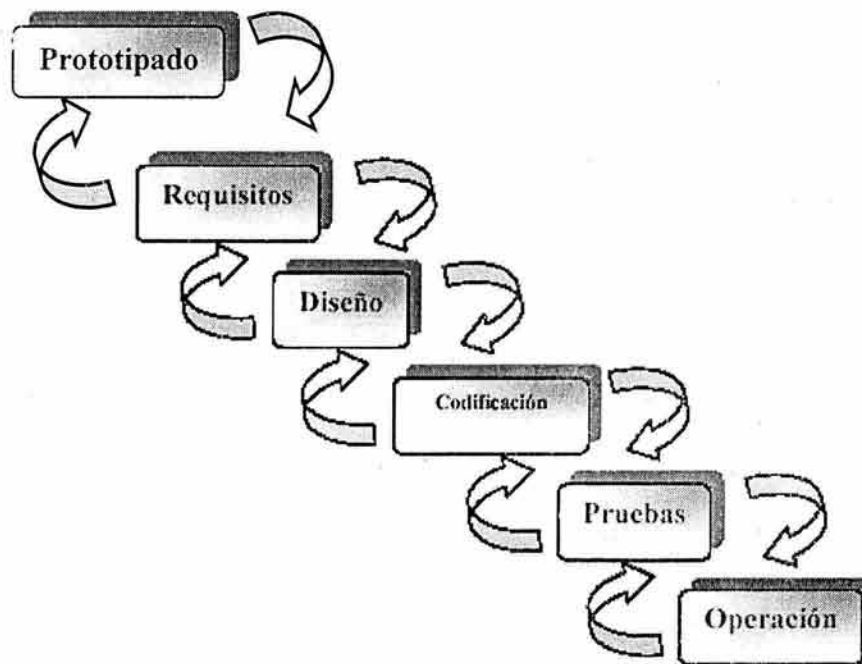 Prototipado
Requisitos
Diseño
Codificación
Pruebas
Operación